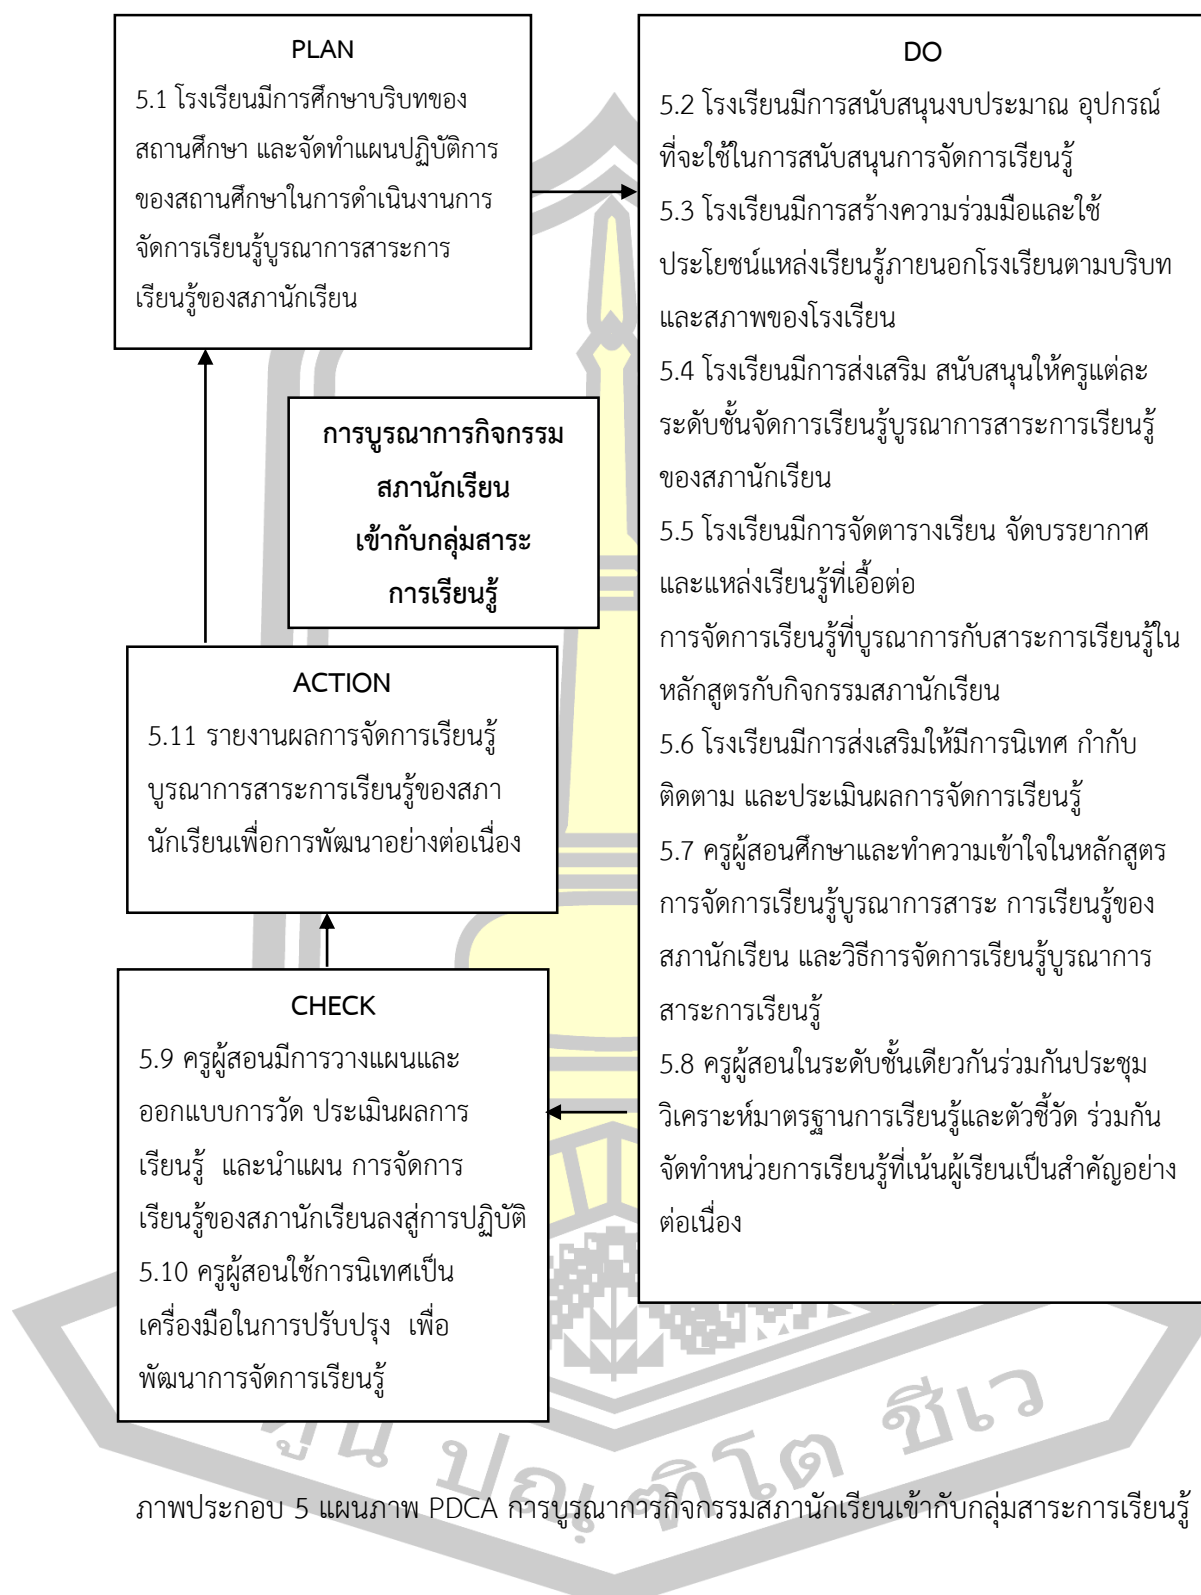 PLAN
5.1 โรงเรียนมีการศึกษาบริบทของ
สถานศึกษา และจัดทำแผนปฏิบัติการ
ของสถานศึกษาในการดำเนินงานการ
จัดการเรียนรู้บูรณาการสาระการ
เรียนรู้ของสภานักเรียน
DO
5.2 โรงเรียนมีการสนับสนุนงบประมาณ อุปกรณ์
ที่จะใช้ในการสนับสนุนการจัดการเรียนรู้
5.3 โรงเรียนมีการสร้างความร่วมมือและใช้
ประโยชน์แหล่งเรียนรู้ภายนอกโรงเรียนตามบริบท
และสภาพของโรงเรียน
5.4 โรงเรียนมีการส่งเสริม สนับสนุนให้ครูแต่ละ
ระดับชั้นจัดการเรียนรู้บูรณาการสาระการเรียนรู้
ของสภานักเรียน
5.5 โรงเรียนมีการจัดตารางเรียน จัดบรรยากาศ
และแหล่งเรียนรู้ที่เอื้อต่อ
การจัดการเรียนรู้ที่บูรณาการกับสาระการเรียนรู้ใน
หลักสูตรกับกิจกรรมสภานักเรียน
5.6 โรงเรียนมีการส่งเสริมให้มีการนิเทศ กำกับ
ติดตาม และประเมินผลการจัดการเรียนรู้
5.7 ครูผู้สอนศึกษาและทำความเข้าใจในหลักสูตร
การจัดการเรียนรู้บูรณาการสาระ การเรียนรู้ของ
สภานักเรียน และวิธีการจัดการเรียนรู้บูรณาการ
สาระการเรียนรู้
5.8 ครูผู้สอนในระดับชั้นเดียวกันร่วมกันประชุม
วิเคราะห์มาตรฐานการเรียนรู้และตัวชี้วัด ร่วมกัน
จัดทำหน่วยการเรียนรู้ที่เน้นผู้เรียนเป็นสำคัญอย่าง
ต่อเนื่อง
การบูรณาการกิจกรรม
สภานักเรียน
เข้ากับกลุ่มสาระ
การเรียนรู้
ACTION
5.11 รายงานผลการจัดการเรียนรู้
บูรณาการสาระการเรียนรู้ของสภา
นักเรียนเพื่อการพัฒนาอย่างต่อเนื่อง
CHECK
5.9 ครูผู้สอนมีการวางแผนและ
ออกแบบการวัด ประเมินผลการ
เรียนรู้ และนำแผน การจัดการ
เรียนรู้ของสภานักเรียนลงสู่การปฏิบัติ
5.10 ครูผู้สอนใช้การนิเทศเป็น
เครื่องมือในการปรับปรุง เพื่อ
พัฒนาการจัดการเรียนรู้
ปญฺ ฑิโต ชีเว
ภาพประกอบ 5 แผนภาพ PDCA การบูรณาการกิจกรรมสภานักเรียนเข้ากับกลุ่มสาระการเรียนรู้